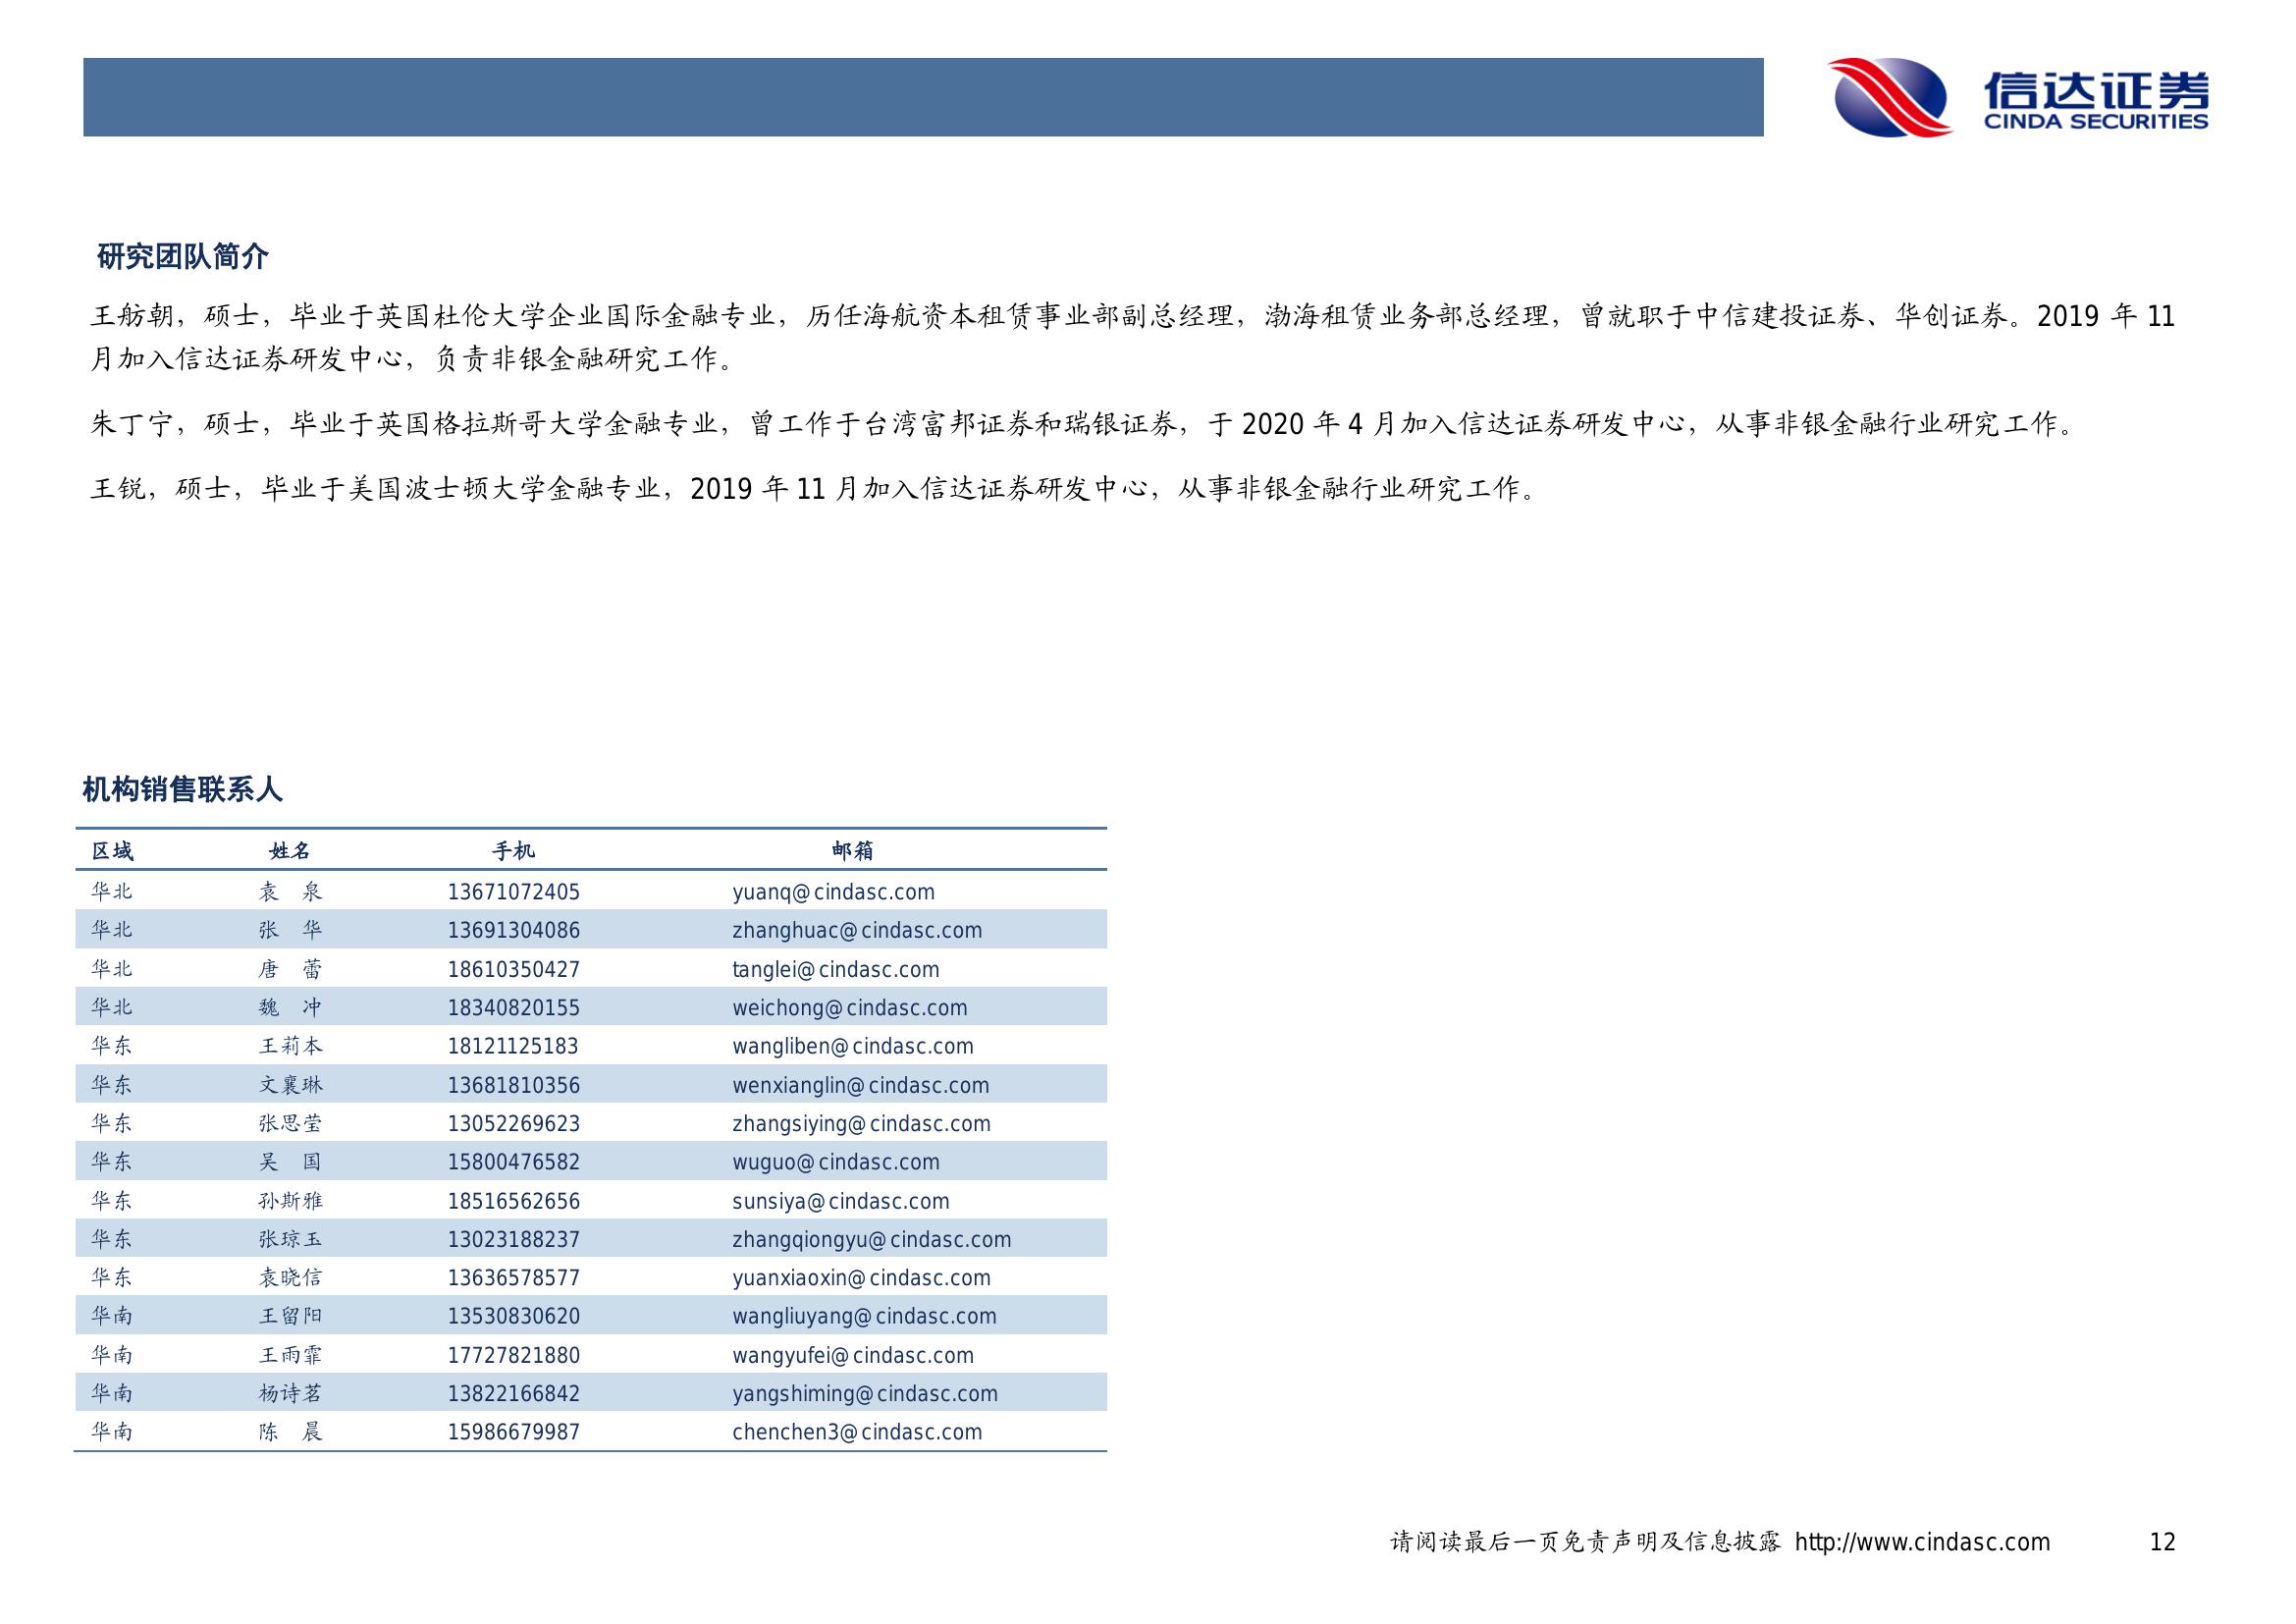 信达证券
CINDA SECURITIES
研究团队简介
王舫朝，硕士，毕业于英国杜伦大学企业国际金融专业，历任海航资本租赁事业部副总经理，渤海租赁业务部总经理，曾就职于中信建投证券、华创证券。2019 年 11
月加入信达证券研发中心，负责非银金融研究工作。
朱丁宁，硕士，毕业于英国格拉斯哥大学金融专业，曾工作于台湾富邦证券和瑞银证券，于 2020 年 4 月加入信达证券研发中心，从事非银金融行业研究工作。
王锐，硕士，毕业于美国波士顿大学金融专业，2019 年 11 月加入信达证券研发中心，从事非银金融行业研究工作。
机构销售联系人
区域 姓名 手机 邮箱
华北 袁　泉 13671072405 yuanq@cindasc.com
华北 张　华 13691304086 zhanghuac@cindasc.com
华北 唐　蕾 18610350427 tanglei@cindasc.com
华北 魏　冲 18340820155 weichong@cindasc.com
华东 王莉本 18121125183 wangliben@cindasc.com
华东 文襄琳 13681810356 wenxianglin@cindasc.com
华东 张思莹 13052269623 zhangsiying@cindasc.com
华东 吴　国 15800476582 wuguo@cindasc.com
华东 孙斯雅 18516562656 sunsiya@cindasc.com
华东 张琼玉 13023188237 zhangqiongyu@cindasc.com
华东 袁晓信 13636578577 yuanxiaoxin@cindasc.com
华南 王留阳 13530830620 wangliuyang@cindasc.com
华南 王雨霏 17727821880 wangyufei@cindasc.com
华南 杨诗茗 13822166842 yangshiming@cindasc.com
华南 陈　晨 15986679987 chenchen3@cindasc.com
请阅读最后一页免责声明及信息披露 http://www.cindasc.com 12